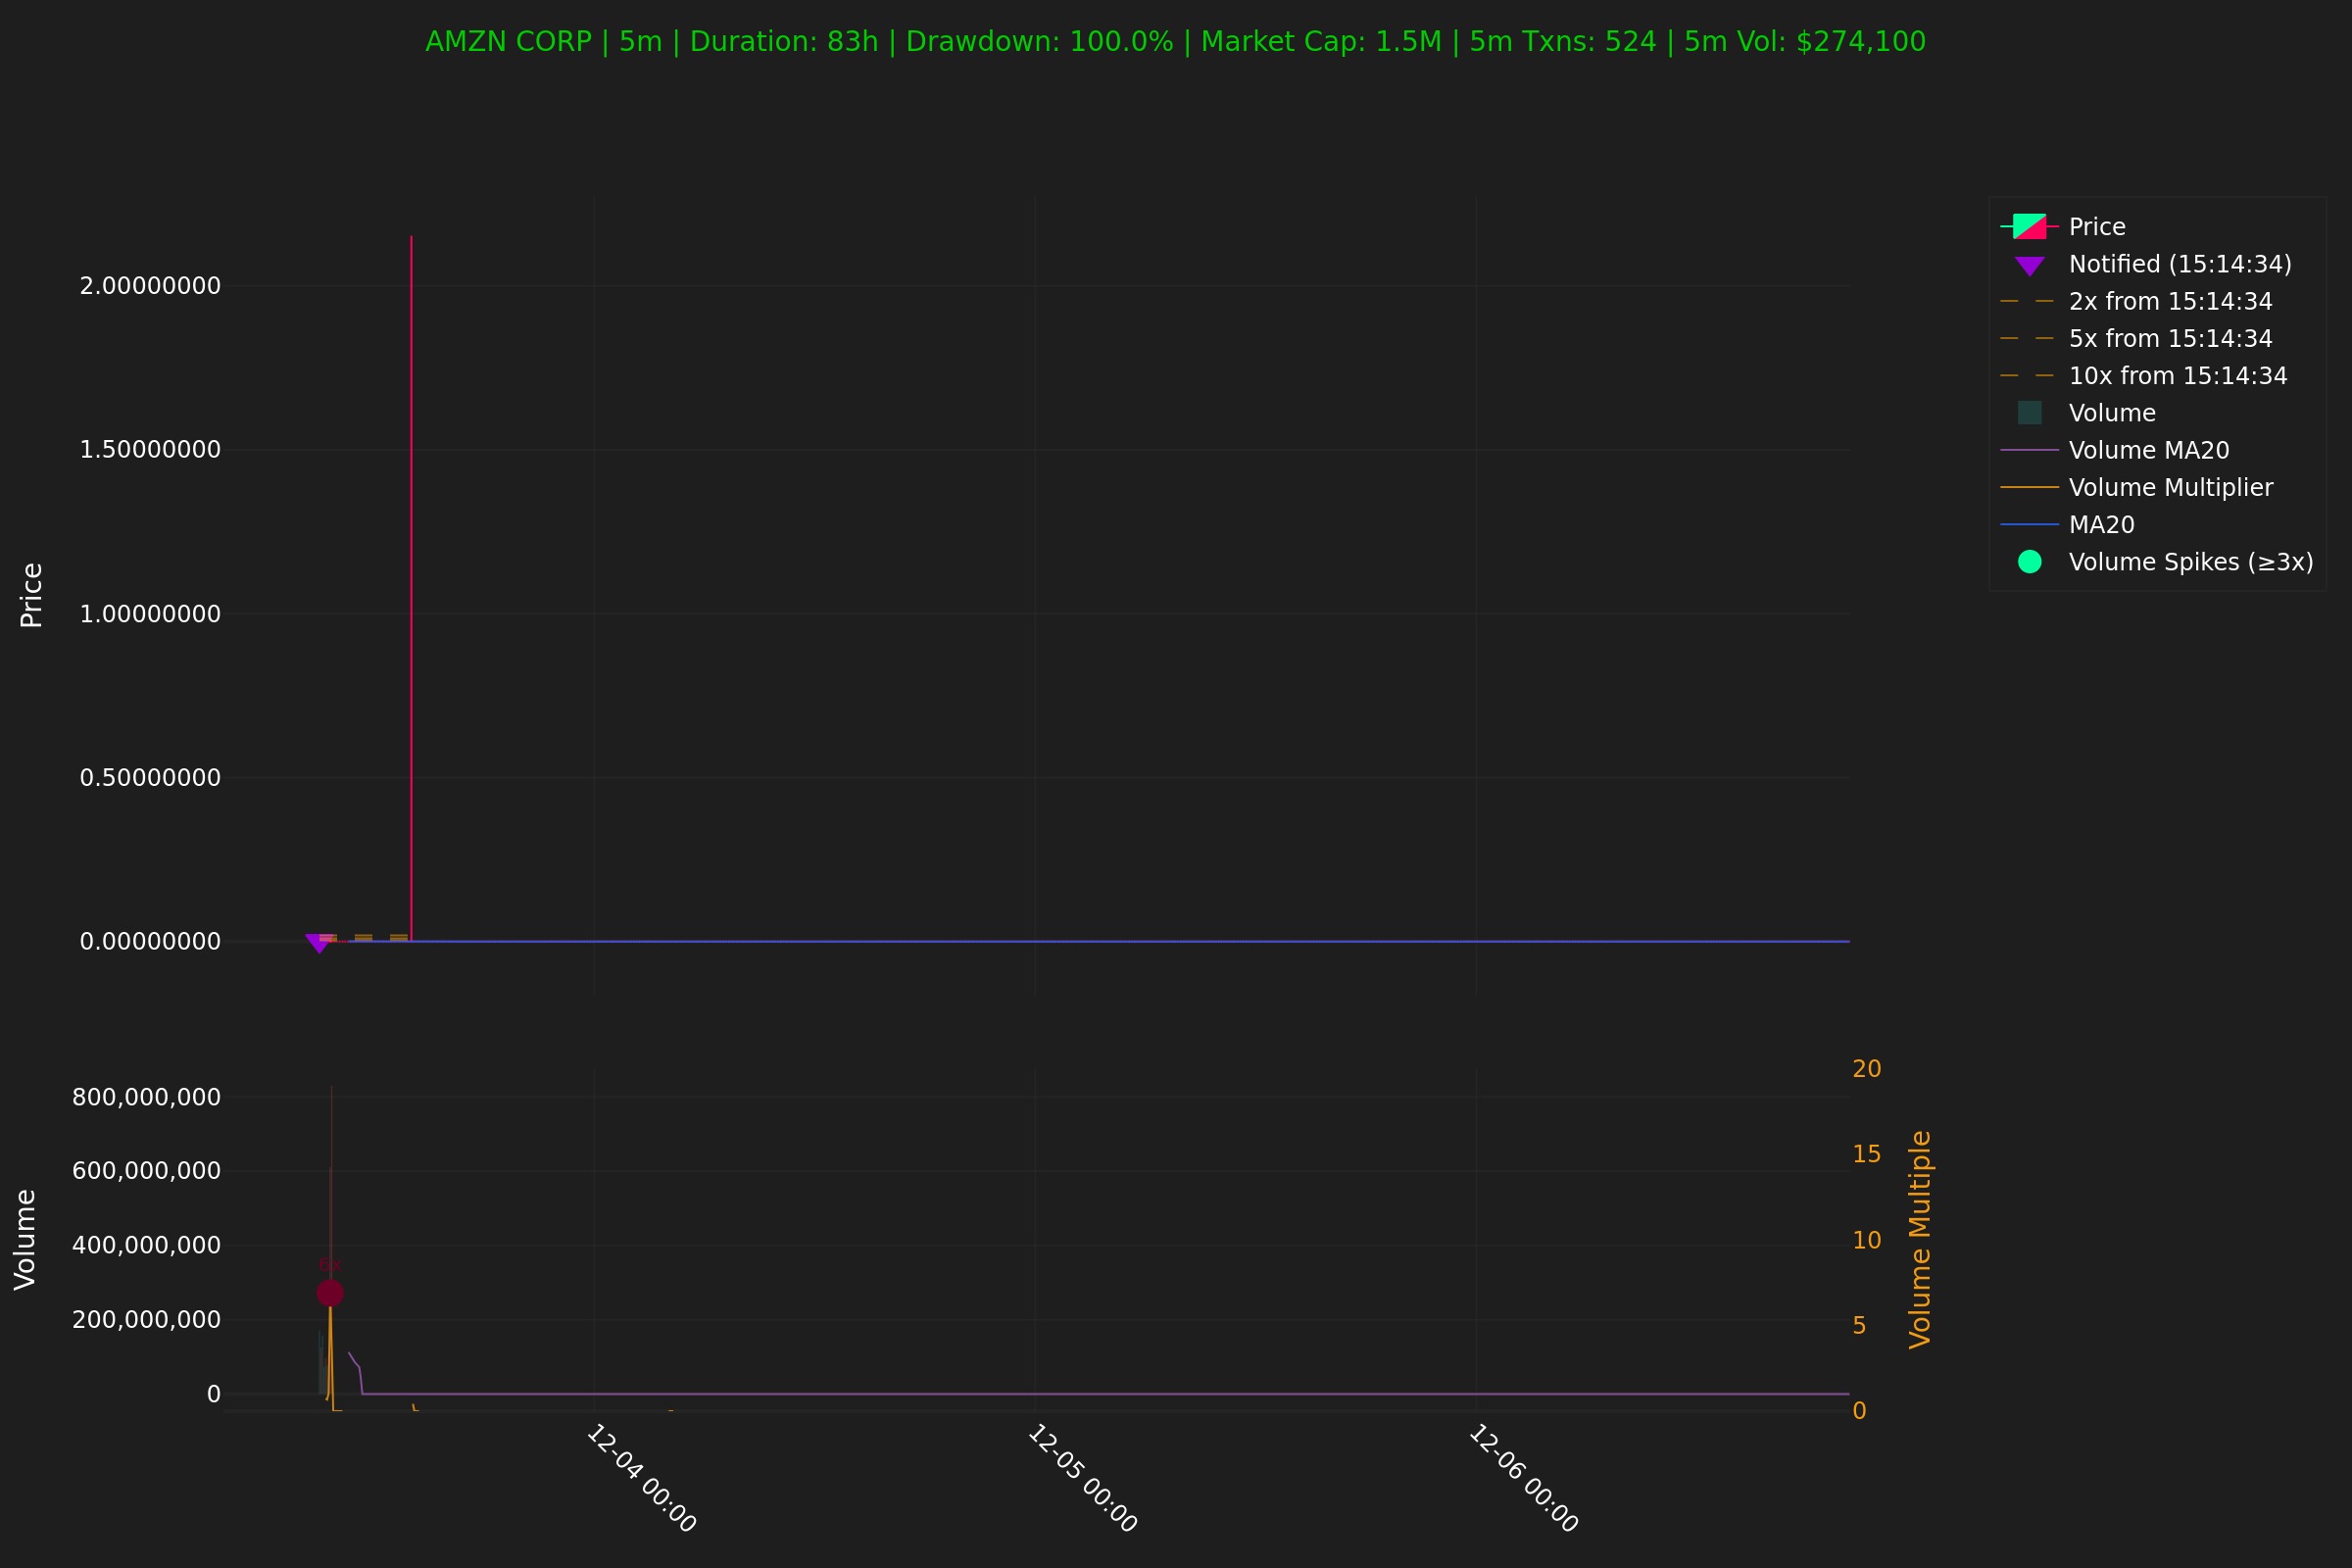 AMZN CORP | 5m | Duration: 83h | Drawdown: 100.0% | Market Cap: 1.5M | 5m Txns: 524 | 5m Vol: $274,100
Price
2.00000000
1.50000000
1.00000000
0.50000000
0.00000000
Price
Notified (15:14:34)
2x from 15:14:34
5x from 15:14:34
10x from 15:14:34
Volume
Volume MA20
Volume Multiplier
MA20
Volume Spikes (≥3x)
Volume
800,000,000
600,000,000
400,000,000
200,000,000
0
6x
20
15
10
5
0
Volume Multiple
12-04 00:00
12-05 00:00
12-06 00:00